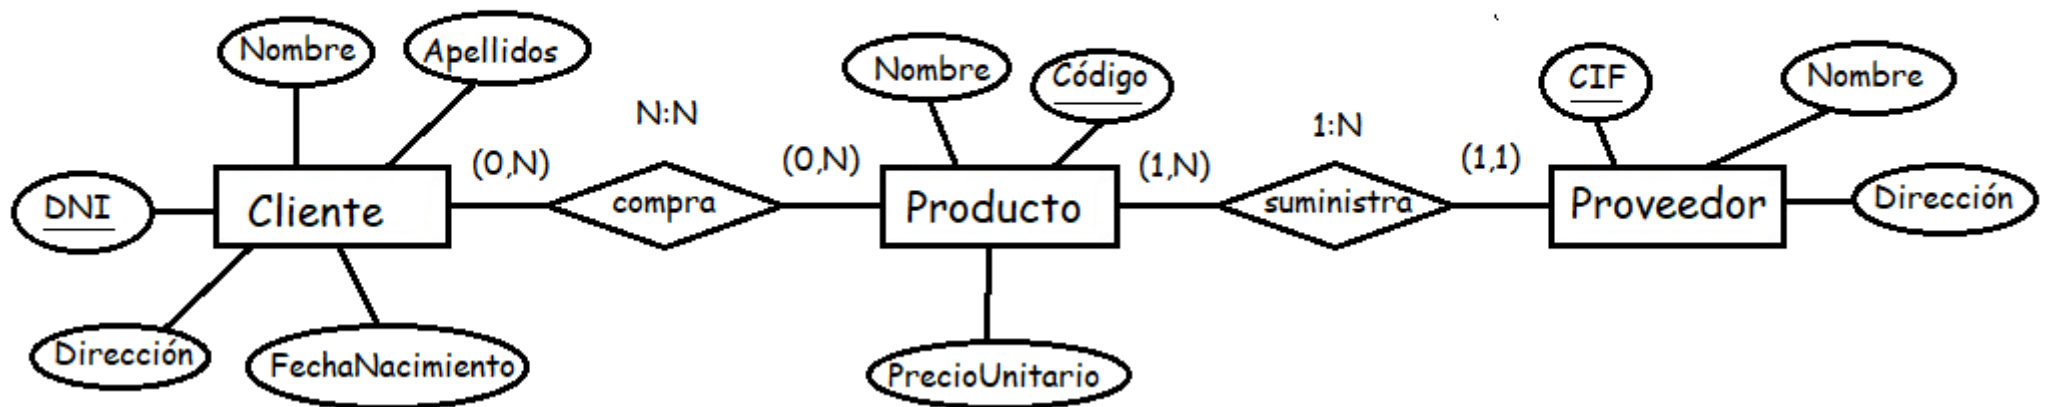 Nombre
Apellidos
DNI
Cliente
Dirección
FechaNacimiento
(0,N)
N:N
compra
(0,N)
Nombre
Código
Producto
PrecioUnitario
(1,N)
1:N
suministra
(1,1)
CIF
Nombre
Proveedor
Dirección